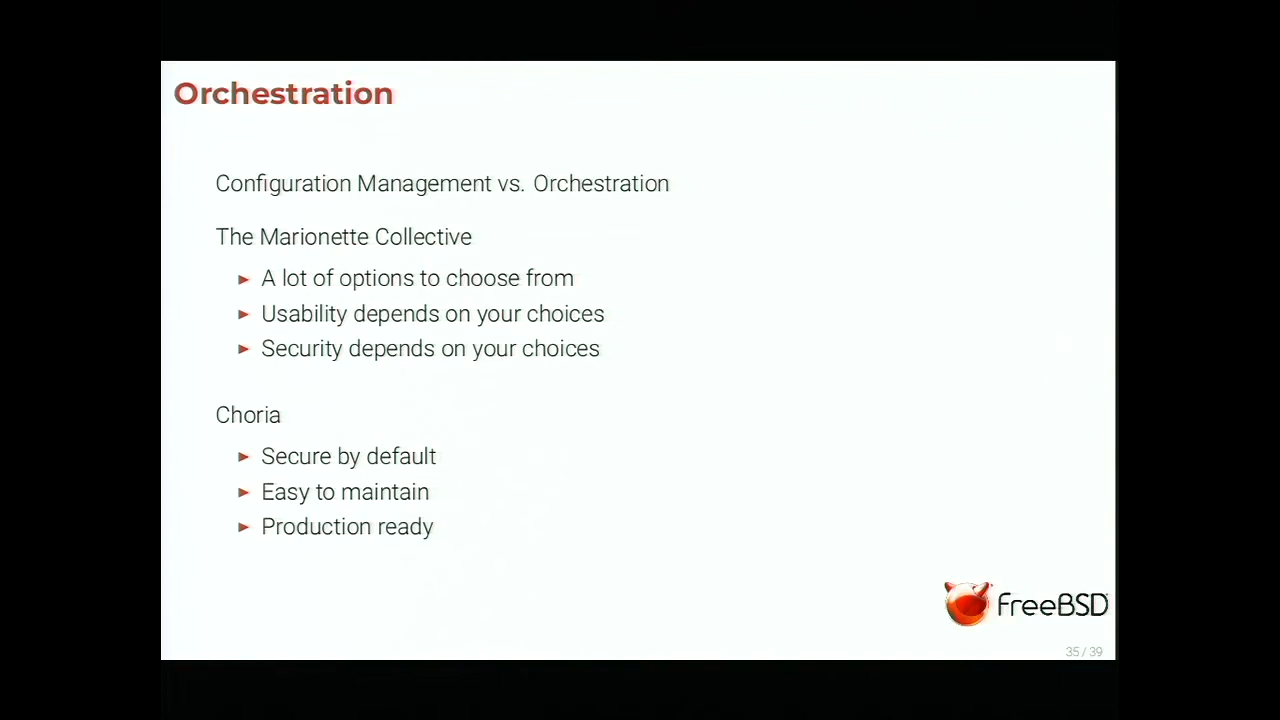 Orchestration
Configuration Management vs. Orchestration
The Marionette Collective
► A lot of options to choose from
► Usability depends on your choices
► Security depends on your choices
Choria
► Secure by default
► Easy to maintain
► Production ready
FreeBSD
35 / 39